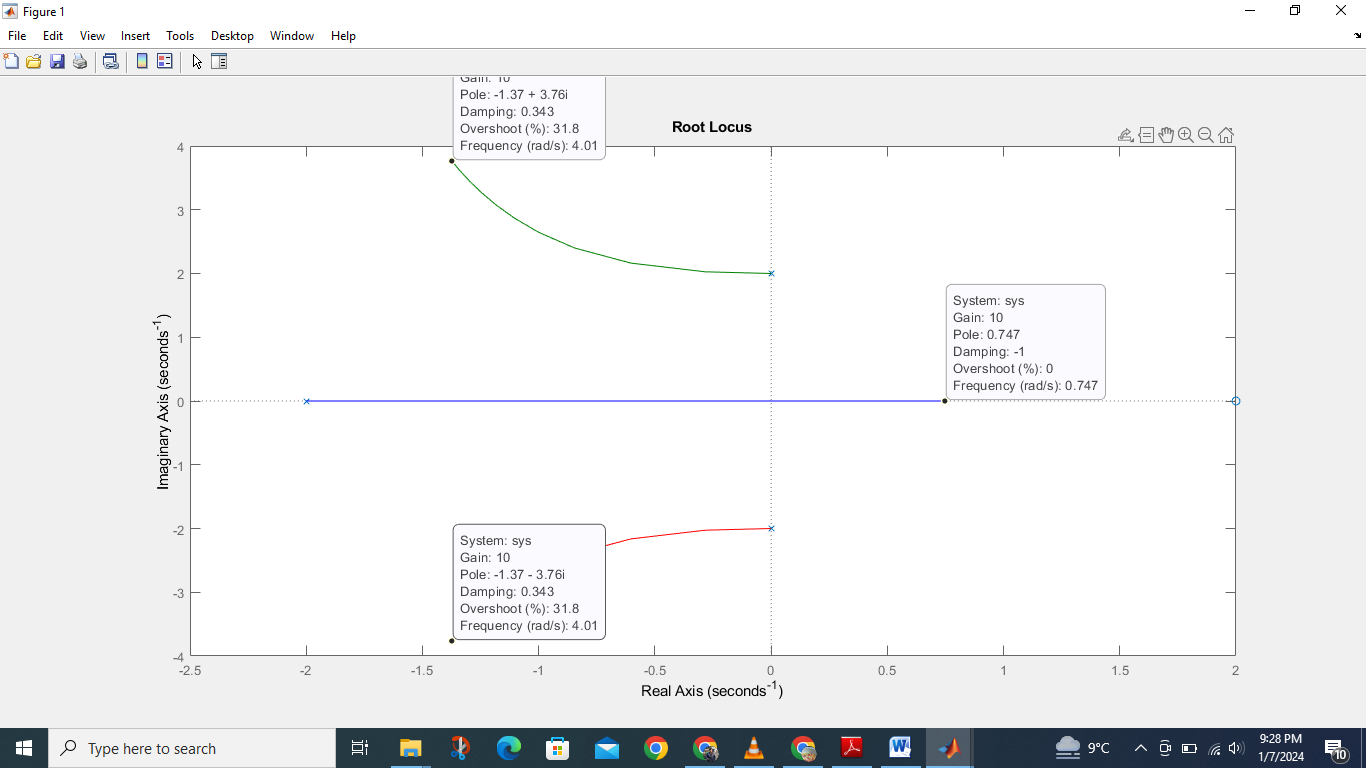 Figure 1
File Edit View Insert Tools Desktop Window Help
Gain: 10
Pole: -1.37 + 3.76i
Damping: 0.343
Overshoot (%): 31.8
Frequency (rad/s): 4.01
Root Locus
4
3
2
1
0
-1
-2
-3
-4
Imaginary Axis (seconds-1)
System: sys
Gain: 10
Pole: 0.747
Damping: -1
Overshoot (%): 0
Frequency (rad/s): 0.747
System: sys
Gain: 10
Pole: -1.37 - 3.76i
Damping: 0.343
Overshoot (%): 31.8
Frequency (rad/s): 4.01
-2.5 -2 -1.5 -1 -0.5 0 0.5 1 1.5 2
Real Axis (seconds-1)
Type here to search
9°C
9:28 PM
1/7/2024
10